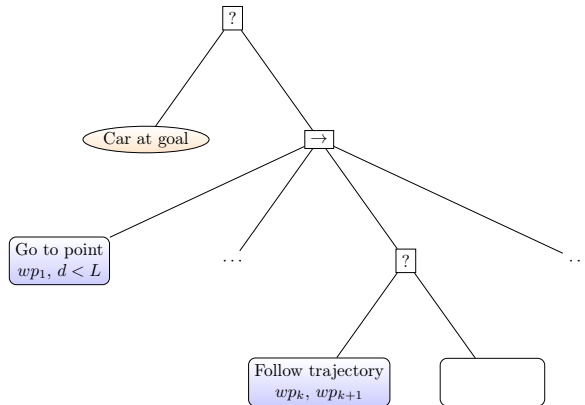 ?
Car at goal
→
Go to point
wp₁, d < L
...
?
..
Follow trajectory
wpₖ, wpₖ₊₁